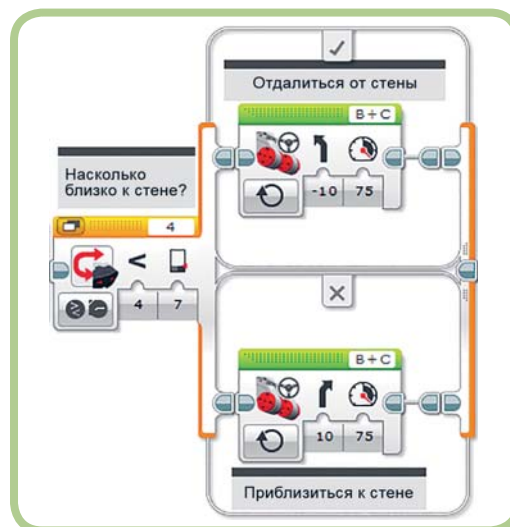 Отдалиться от стены
B+C
-10 75
Насколько
близко к стене?
4
< 4 7
B+C
10 75
Приблизиться к стене